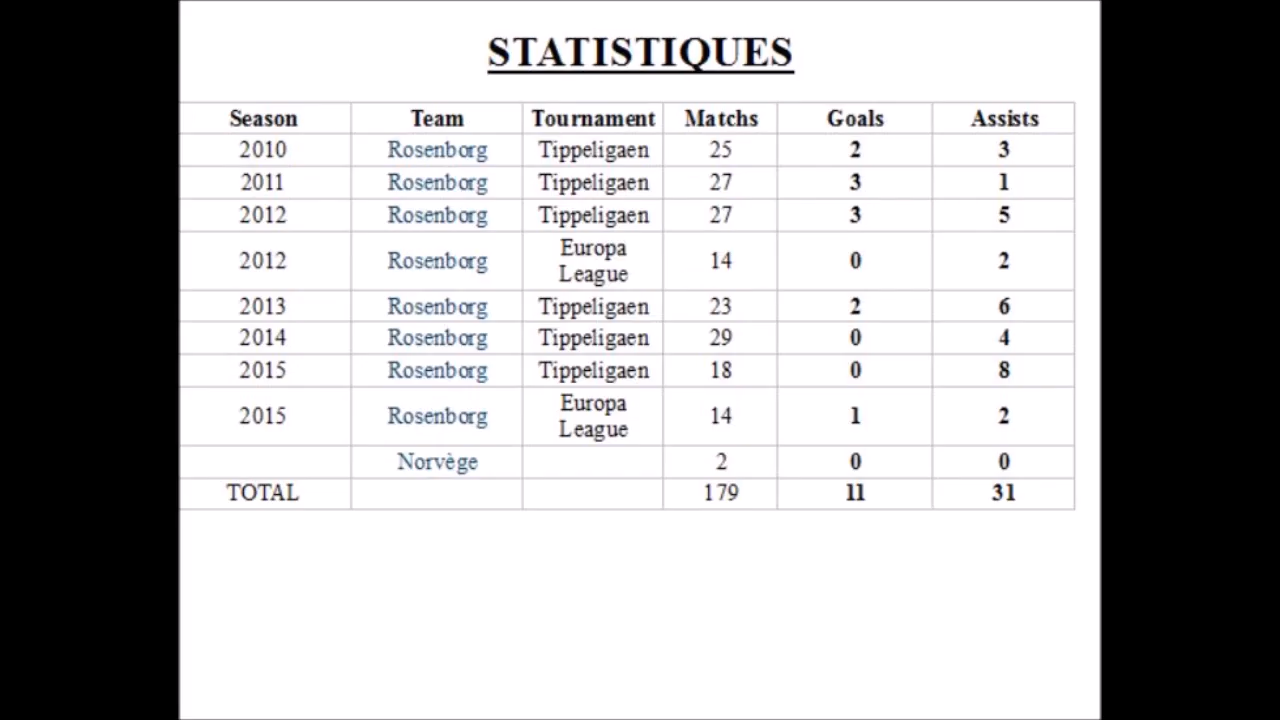 STATISTIQUES
Season Team Tournament Matchs Goals Assists
2010 Rosenborg Tippeligaen 25 2 3
2011 Rosenborg Tippeligaen 27 3 1
2012 Rosenborg Tippeligaen 27 3 5
2012 Rosenborg Europa League 14 0 2
2013 Rosenborg Tippeligaen 23 2 6
2014 Rosenborg Tippeligaen 29 0 4
2015 Rosenborg Tippeligaen 18 0 8
2015 Rosenborg Europa League 14 1 2
Norvège 2 0 0
TOTAL 179 11 31